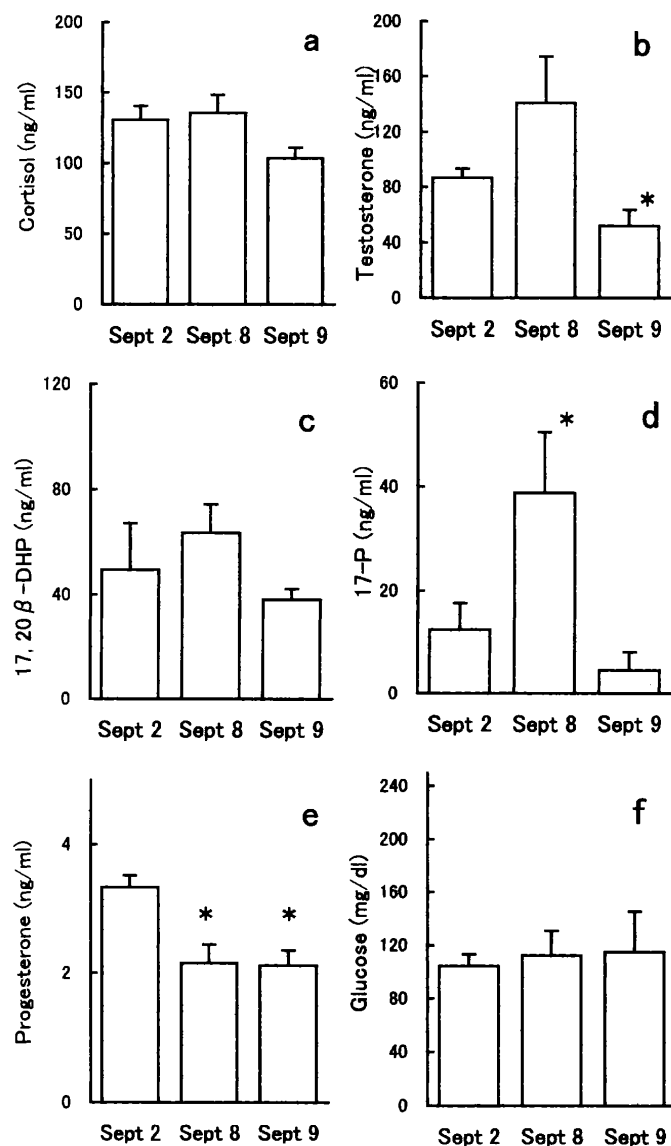 a
Cortisol (ng/ml)
200
150
100
50
0
Sept 2 Sept 8 Sept 9
b
Testosterone (ng/ml)
200
160
120
80
40
0
*
Sept 2 Sept 8 Sept 9
c
17, 20β-DHP (ng/ml)
120
80
40
0
Sept 2 Sept 8 Sept 9
d
17-P (ng/ml)
60
40
20
0
*
Sept 2 Sept 8 Sept 9
e
Progesterone (ng/ml)
4
2
0
* *
Sept 2 Sept 8 Sept 9
f
Glucose (mg/dl)
240
200
160
120
80
40
0
Sept 2 Sept 8 Sept 9